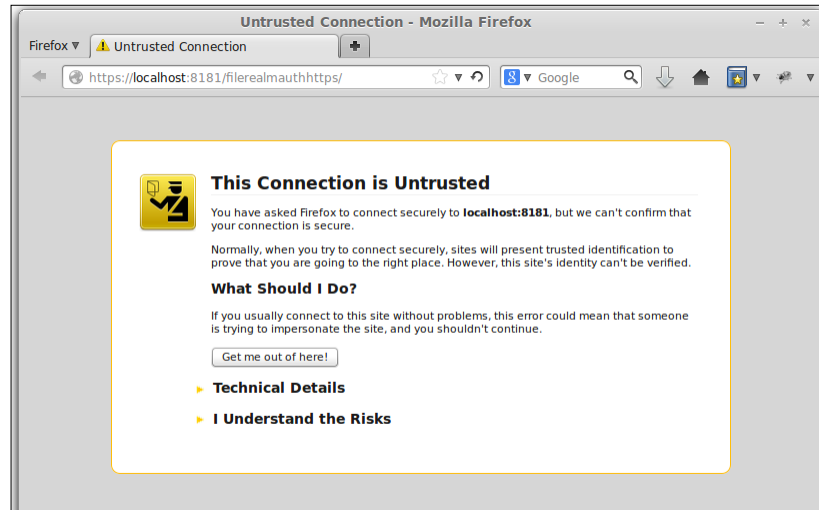 Untrusted Connection - Mozilla Firefox
Firefox
Untrusted Connection
https://localhost:8181/filerealmauthhttps/
8 Google
This Connection is Untrusted
You have asked Firefox to connect securely to localhost:8181, but we can't confirm that
your connection is secure.
Normally, when you try to connect securely, sites will present trusted identification to
prove that you are going to the right place. However, this site's identity can't be verified.
What Should I Do?
If you usually connect to this site without problems, this error could mean that someone
is trying to impersonate the site, and you shouldn't continue.
Get me out of here!
Technical Details
I Understand the Risks